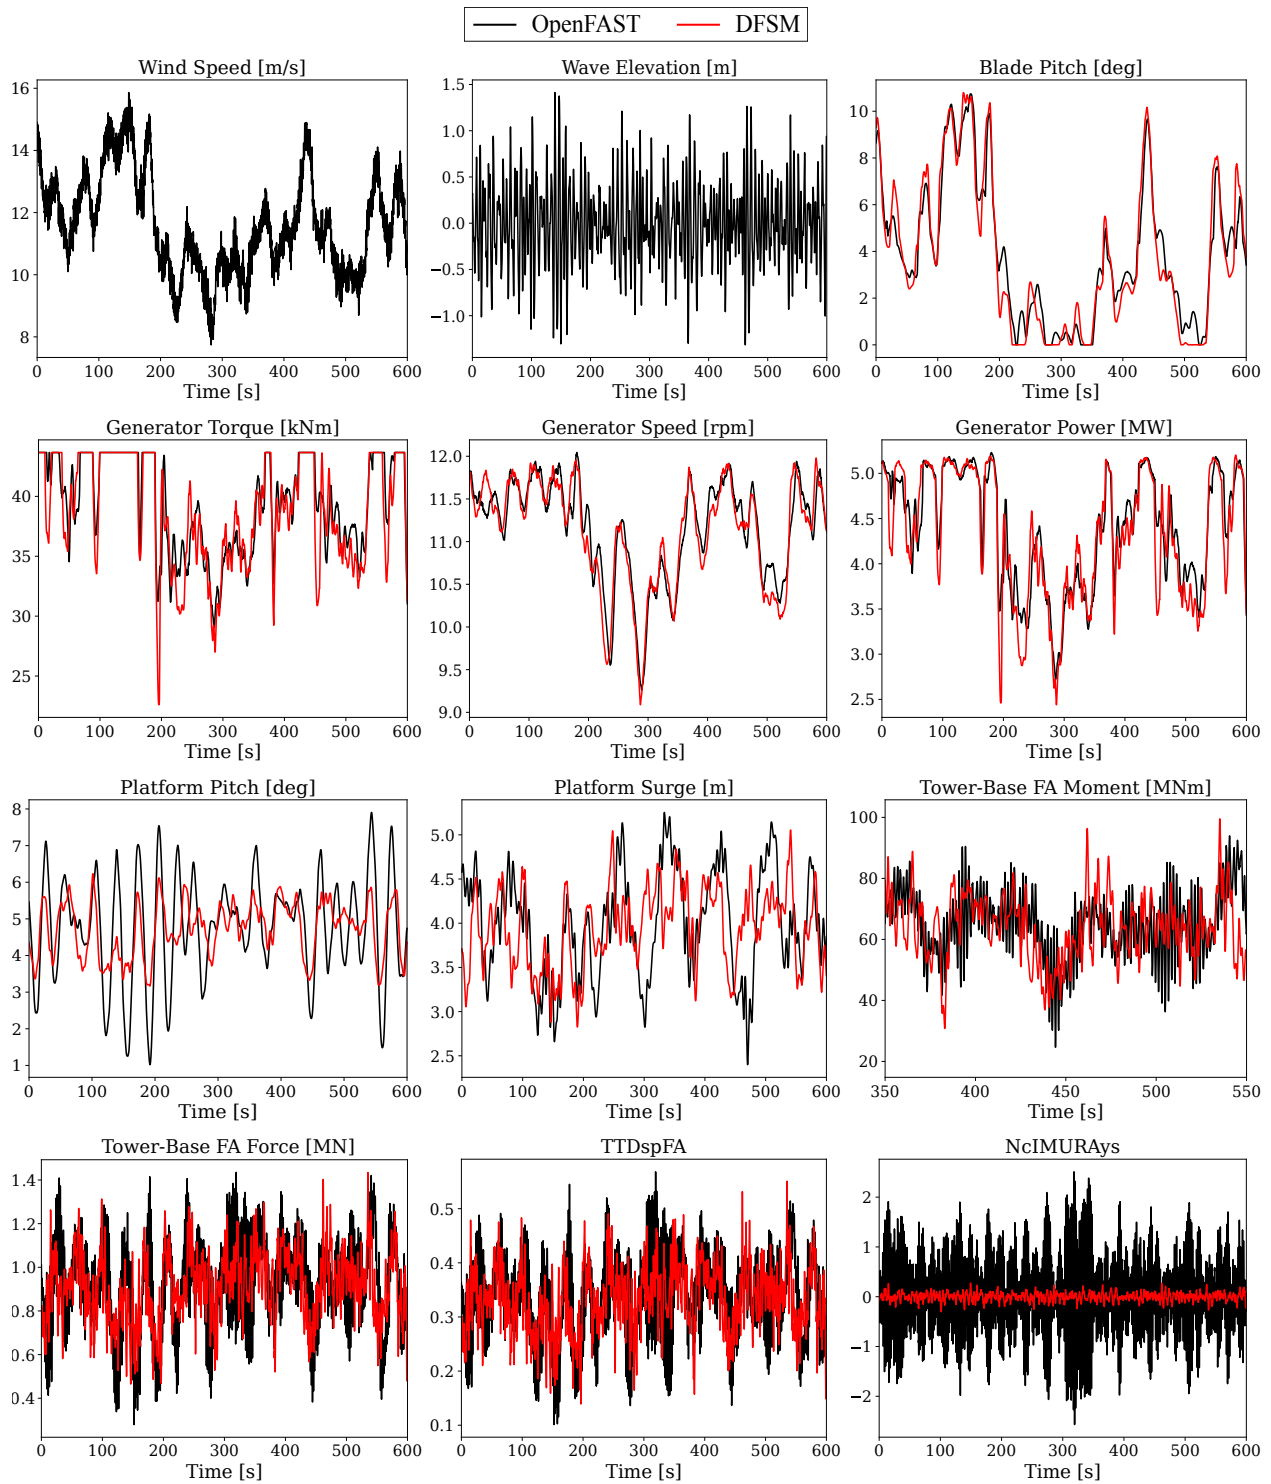 OpenFAST DFSM
Wind Speed [m/s] Wave Elevation [m] Blade Pitch [deg]
16
14
12
10
8
0 100 200 300 400 500 600
Time [s]
1.5
1.0
0.5
0.0
−0.5
−1.0
0 100 200 300 400 500 600
Time [s]
10
8
6
4
2
0
0 100 200 300 400 500 600
Time [s]
Generator Torque [kNm] Generator Speed [rpm] Generator Power [MW]
40
35
30
25
0 100 200 300 400 500 600
Time [s]
12.0
11.5
11.0
10.5
10.0
9.5
9.0
0 100 200 300 400 500 600
Time [s]
5.0
4.5
4.0
3.5
3.0
2.5
0 100 200 300 400 500 600
Time [s]
Platform Pitch [deg] Platform Surge [m] Tower-Base FA Moment [MNm]
8
7
6
5
4
3
2
1
0 100 200 300 400 500 600
Time [s]
5.0
4.5
4.0
3.5
3.0
2.5
0 100 200 300 400 500 600
Time [s]
100
80
60
40
20
350 400 450 500 550
Time [s]
Tower-Base FA Force [MN] TTDspFA NcIMURAys
1.4
1.2
1.0
0.8
0.6
0.4
0 100 200 300 400 500 600
Time [s]
0.5
0.4
0.3
0.2
0.1
0 100 200 300 400 500 600
Time [s]
2
1
0
−1
−2
0 100 200 300 400 500 600
Time [s]